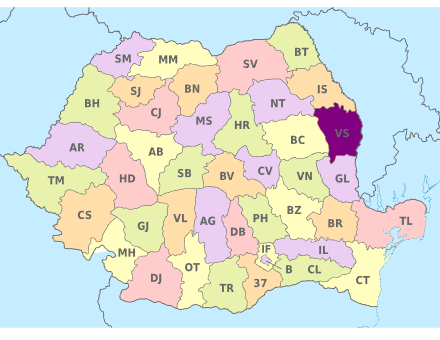 BT
SM
MM
SV
SJ
BN
IS
BH
CJ
NT
MS
HR
VS
AR
AB
BC
TM
HD
SB
BV
CV
VN
GL
CS
GJ
VL
AG
DB
PH
BZ
BR
TL
MH
IF
IL
DJ
OT
TR
37
B
CL
CT